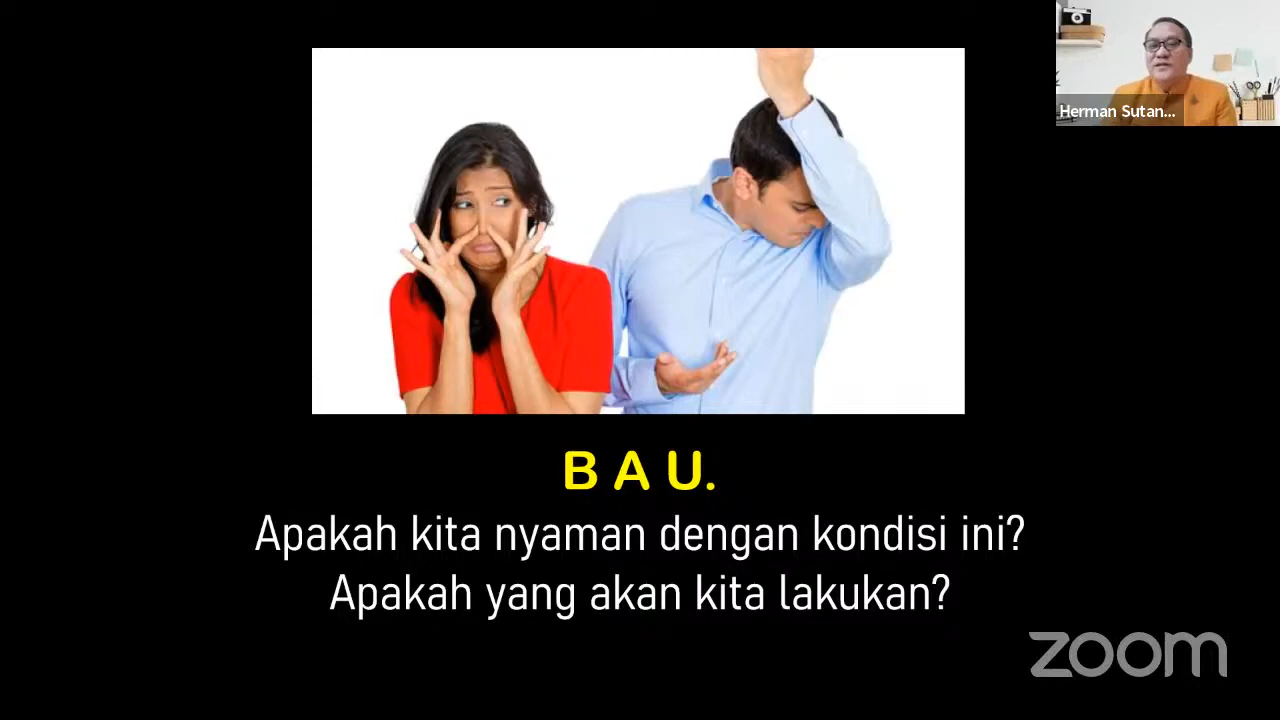 Herman Sutan...
B A U.
Apakah kita nyaman dengan kondisi ini?
Apakah yang akan kita lakukan?
zoom